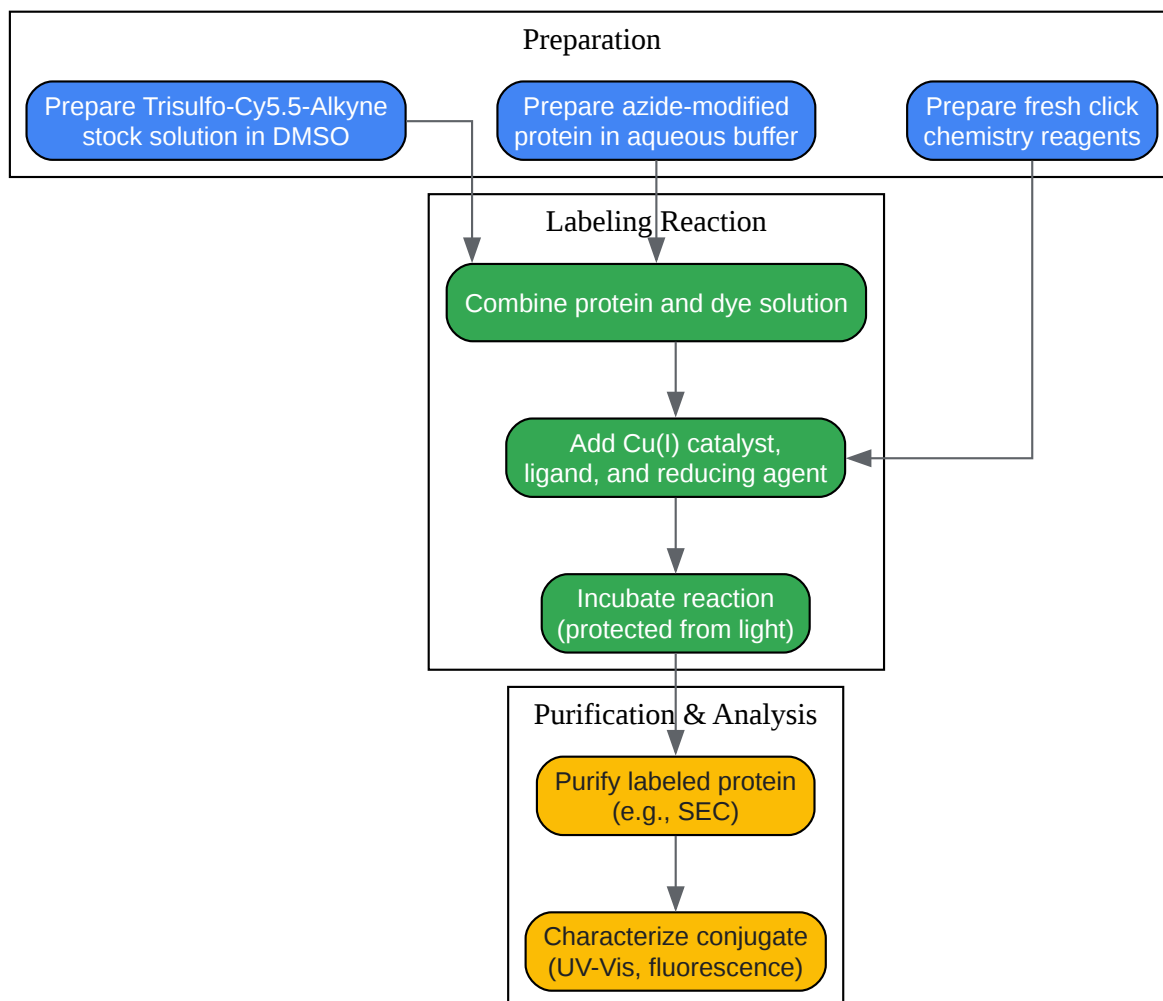 Preparation
Prepare Trisulfo-Cy5.5-Alkyne
stock solution in DMSO
Prepare azide-modified
protein in aqueous buffer
Prepare fresh click
chemistry reagents
Labeling Reaction
Combine protein and dye solution
Add Cu(I) catalyst,
ligand, and reducing agent
Incubate reaction
(protected from light)
Purification & Analysis
Purify labeled protein
(e.g., SEC)
Characterize conjugate
(UV-Vis, fluorescence)